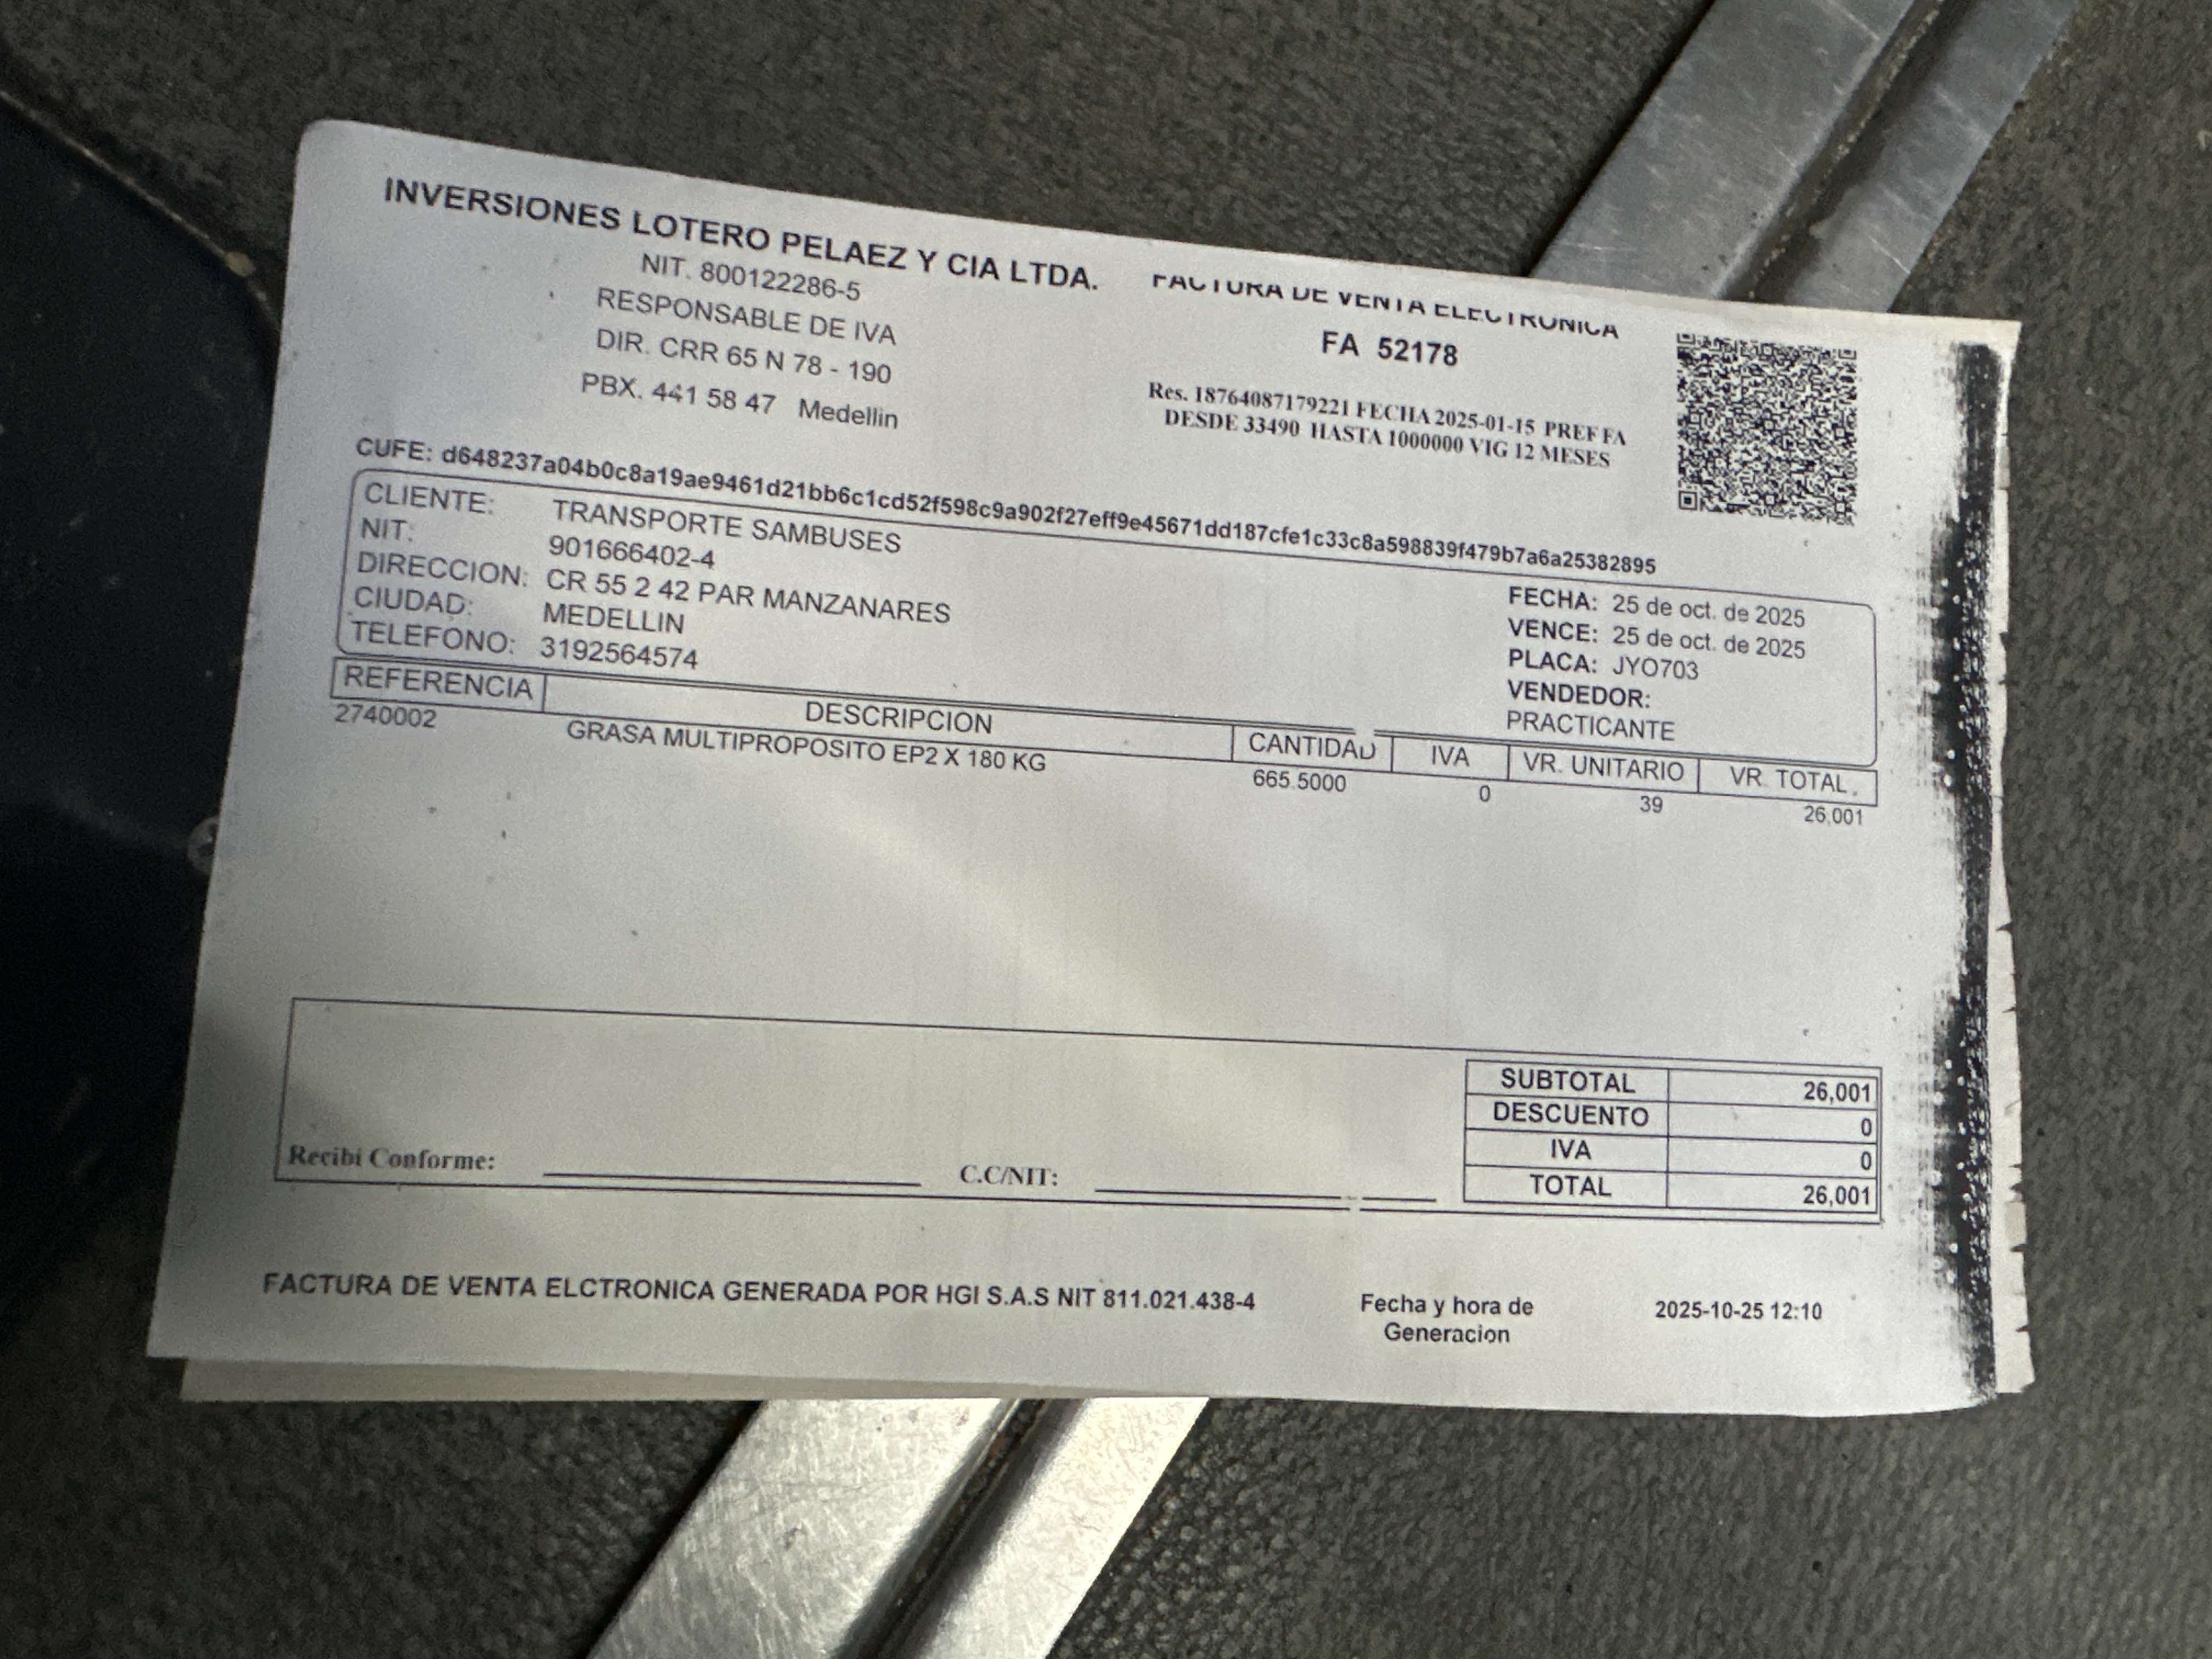 INVERSIONES LOTERO PELAEZ Y CIA LTDA.
NIT. 800122286-5
RESPONSABLE DE IVA
DIR. CRR 65 N 78 - 190
PBX. 441 58 47 Medellin
FACTURA DE VENTA ELECTRONICA
FA 52178
Res. 18764087179221 FECHA 2025-01-15 PREF FA
DESDE 33490 HASTA 1000000 VIG 12 MESES
CUFE: d648237a04b0c8a19ae9461d21bb6c1cd52f598c9a902f27eff9e45671dd187cfe1c33c8a598839f479b7a6a25382895
CLIENTE: TRANSPORTE SAMBUSES
NIT: 901666402-4
DIRECCION: CR 55 2 42 PAR MANZANARES
CIUDAD: MEDELLIN
TELEFONO: 3192564574
FECHA: 25 de oct. de 2025
VENCE: 25 de oct. de 2025
PLACA: JYO703
VENDEDOR:
PRACTICANTE
REFERENCIA DESCRIPCION CANTIDAD IVA VR. UNITARIO VR. TOTAL
2740002 GRASA MULTIPROPOSITO EP2 X 180 KG 665.5000 0 39 26,001
SUBTOTAL 26,001
DESCUENTO 0
IVA 0
TOTAL 26,001
Recibi Conforme: C.C/NIT:
FACTURA DE VENTA ELCTRONICA GENERADA POR HGI S.A.S NIT 811.021.438-4
Fecha y hora de
Generacion
2025-10-25 12:10